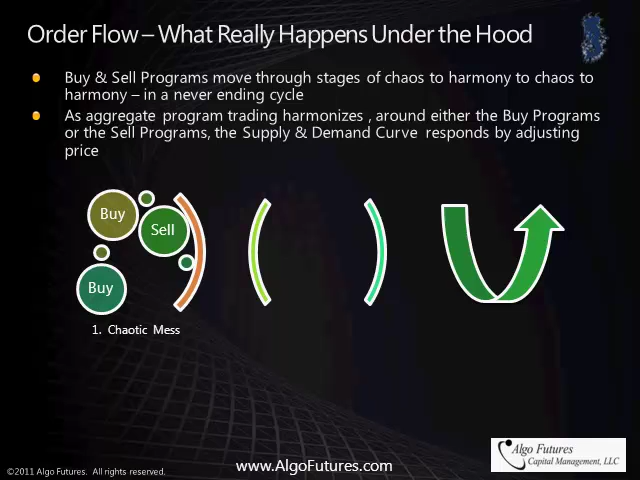 Order Flow – What Really Happens Under the Hood
Buy & Sell Programs move through stages of chaos to harmony to chaos to
harmony – in a never ending cycle
As aggregate program trading harmonizes , around either the Buy Programs
or the Sell Programs, the Supply & Demand Curve responds by adjusting
price
Buy
Sell
Buy
1. Chaotic Mess
©2011 Algo Futures. All rights reserved.
www.AlgoFutures.com
Algo Futures
Capital Management, LLC